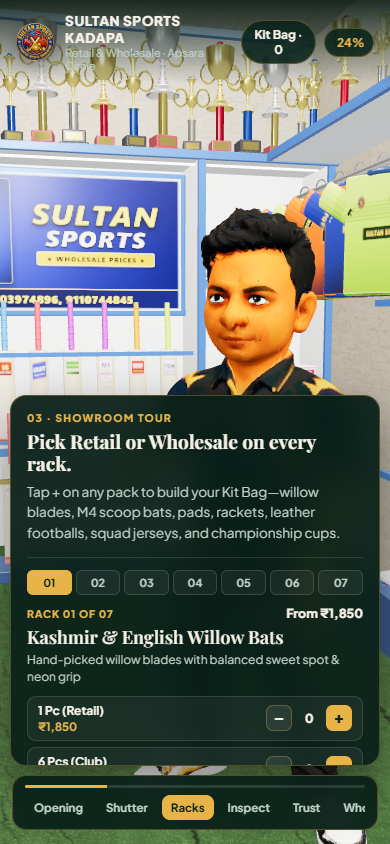 SULTAN SPORTS
KADAPA
Retail & Wholesale · Apsara
Kit Bag ·
0
24%
SULTAN
SPORTS
WHOLESALE PRICES
03974896, 9110744845
03 · SHOWROOM TOUR
Pick Retail or Wholesale on every
rack.
Tap + on any pack to build your Kit Bag—willow
blades, M4 scoop bats, pads, rackets, leather
footballs, squad jerseys, and championship cups.
01 02 03 04 05 06 07
RACK 01 OF 07 From ₹1,850
Kashmir & English Willow Bats
Hand-picked willow blades with balanced sweet spot &
neon grip
1 Pc (Retail)
₹1,850
− 0 +
6 Pcs (Club)
Opening Shutter Racks Inspect Trust Who